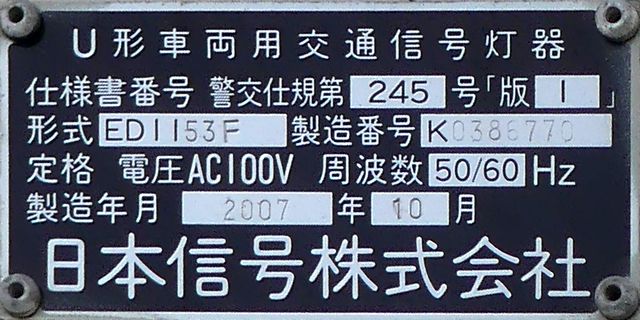 U形車両用交通信号灯器
仕様書番号 警交仕規第 245 号「版 1 」
形式 ED1153F 製造番号 K0386770
定格 電圧AC100V 周波数 50/60 Hz
製造年月 2007 年 10 月
日本信号株式会社